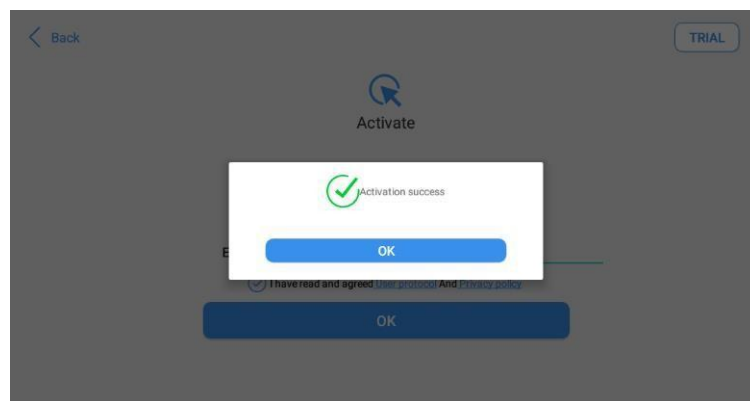 Back
TRIAL
Activate
Activation success
OK
E
I have read and agreed User protocol And Privacy policy
OK